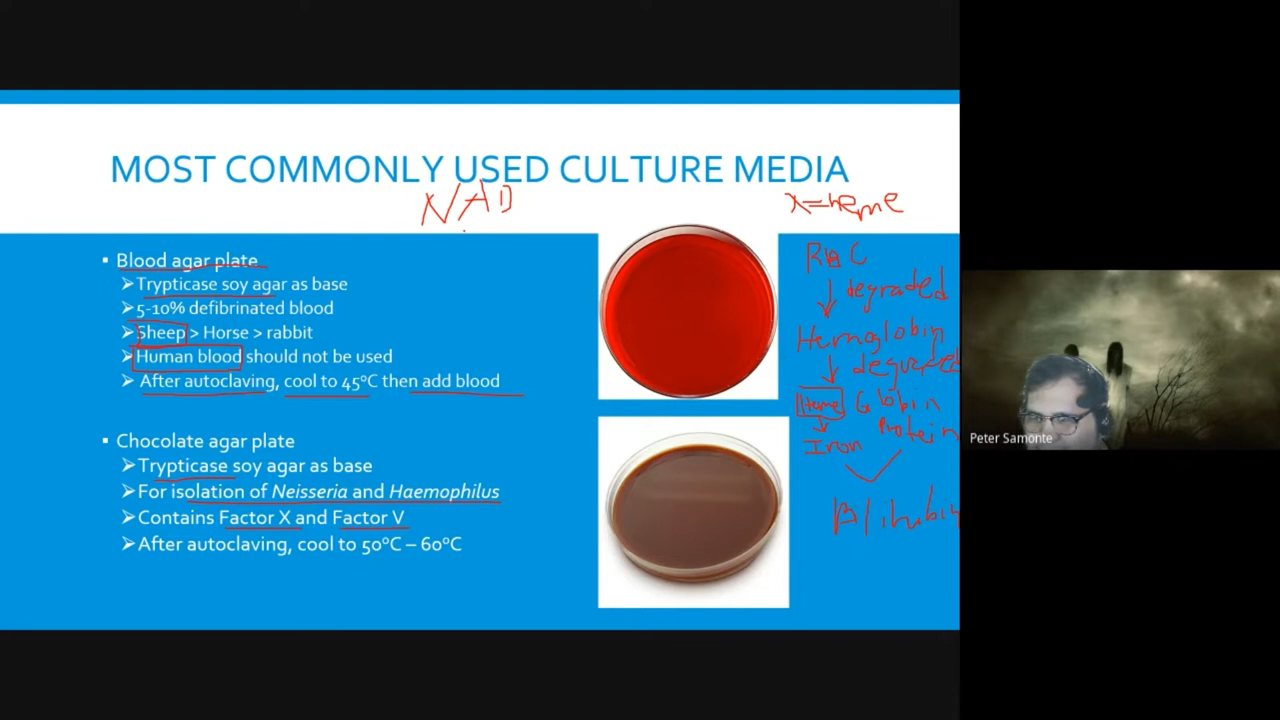 MOST COMMONLY USED CULTURE MEDIA
NAD
X=heme
▪ Blood agar plate
➢Trypticase soy agar as base
➢5-10% defibrinated blood
➢Sheep > Horse > rabbit
➢Human blood should not be used
➢After autoclaving, cool to 45°C then add blood
▪ Chocolate agar plate
➢Trypticase soy agar as base
➢For isolation of Neisseria and Haemophilus
➢Contains Factor X and Factor V
➢After autoclaving, cool to 50°C – 60°C
RBC
degraded
Hemoglobin
degraded
Heme Globin
Iron Protein
Bilirubin
Peter Samonte